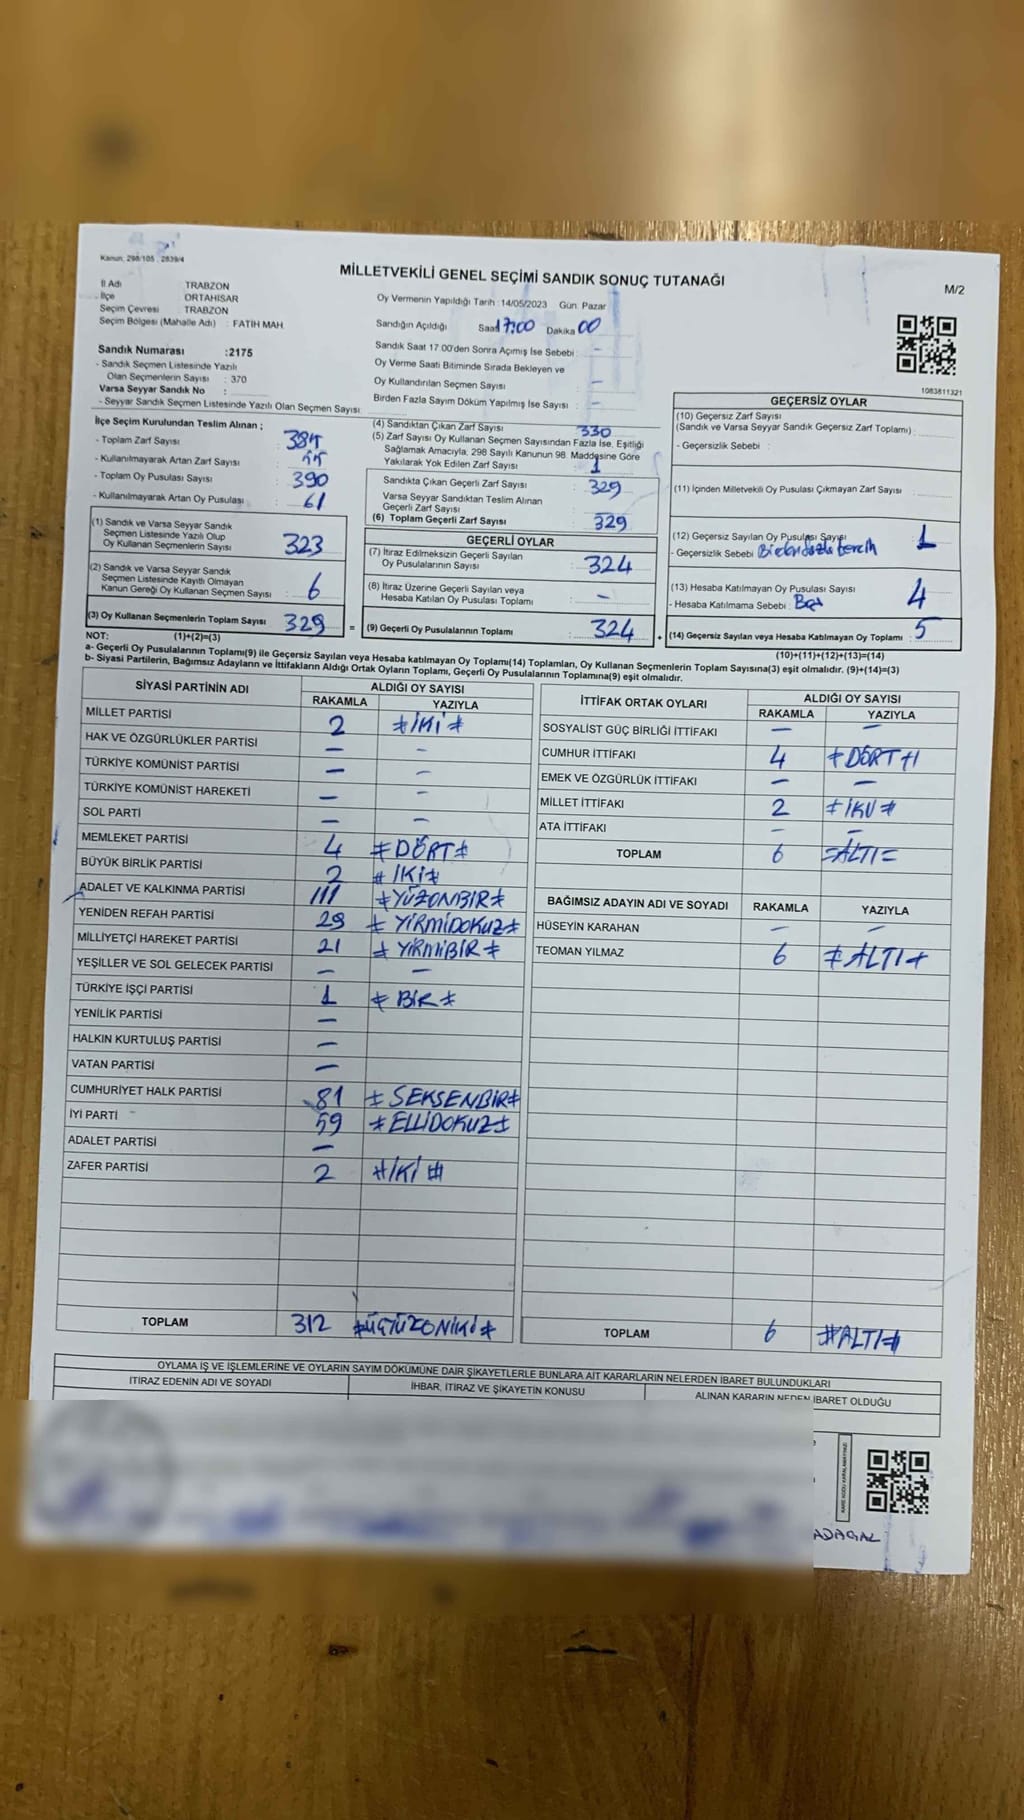 Kanun, 298/105 , 2839/4
MİLLETVEKİLİ GENEL SEÇİMİ SANDIK SONUÇ TUTANAĞI
M/2
İl Adı TRABZON
İlçe ORTAHİSAR
Seçim Çevresi TRABZON
Seçim Bölgesi (Mahalle Adı) : FATİH MAH.
Oy Vermenin Yapıldığı Tarih : 14/05/2023 Gün: Pazar
Sandığın Açıldığı Saat 17:00 Dakika 00
Sandık Numarası :2175
- Sandık Seçmen Listesinde Yazılı
Olan Seçmenlerin Sayısı : 370
Varsa Seyyar Sandık No :
- Seyyar Sandık Seçmen Listesinde Yazılı Olan Seçmen Sayısı:
Sandık Saat 17.00'den Sonra Açımış İse Sebebi : -
Oy Verme Saati Bitiminde Sırada Bekleyen ve
Oy Kullandırılan Seçmen Sayısı : -
Birden Fazla Sayım Döküm Yapılmış İse Sayısı : -
1083811321
İlçe Seçim Kurulundan Teslim Alınan ;
- Toplam Zarf Sayısı : 384
- Kullanılmayarak Artan Zarf Sayısı : 55
- Toplam Oy Pusulası Sayısı : 390
- Kullanılmayarak Artan Oy Pusulası : 61
(1) Sandık ve Varsa Seyyar Sandık
Seçmen Listesinde Yazılı Olup
Oy Kullanan Seçmenlerin Sayısı 323
(2) Sandık ve Varsa Seyyar Sandık
Seçmen Listesinde Kayıtlı Olmayan
Kanun Gereği Oy Kullanan Seçmen Sayısı : 6
(3) Oy Kullanan Seçmenlerin Toplam Sayısı 329 =
(4) Sandıktan Çıkan Zarf Sayısı : 330
(5) Zarf Sayısı Oy Kullanan Seçmen Sayısından Fazla İse, Eşitliği
Sağlamak Amacıyla, 298 Sayılı Kanunun 98. Maddesine Göre
Yakılarak Yok Edilen Zarf Sayısı : 1
Sandıkta Çıkan Geçerli Zarf Sayısı : 329
Varsa Seyyar Sandıktan Teslim Alınan
Geçerli Zarf Sayısı :
(6) Toplam Geçerli Zarf Sayısı : 329
GEÇERLİ OYLAR
(7) İtiraz Edilmeksizin Geçerli Sayılan
Oy Pusulalarının Sayısı : 324
(8) İtiraz Üzerine Geçerli Sayılan veya
Hesaba Katılan Oy Pusulası Toplamı : -
(9) Geçerli Oy Pusulalarının Toplamı : 324 +
GEÇERSİZ OYLAR
(10) Geçersiz Zarf Sayısı
(Sandık ve Varsa Seyyar Sandık Geçersiz Zarf Toplamı) :
- Geçersizlik Sebebi :
(11) İçinden Milletvekili Oy Pusulası Çıkmayan Zarf Sayısı :
(12) Geçersiz Sayılan Oy Pusulası Sayısı : 1
- Geçersizlik Sebebi : Birden fazla tercih
(13) Hesaba Katılmayan Oy Pusulası Sayısı : 4
- Hesaba Katılmama Sebebi : Boş
(14) Geçersiz Sayılan veya Hesaba Katılmayan Oy Toplamı : 5
NOT: (1)+(2)=(3)
(10)+(11)+(12)+(13)=(14)
a- Geçerli Oy Pusulalarının Toplamı(9) ile Geçersiz Sayılan veya Hesaba katılmayan Oy Toplamı(14) Toplamları, Oy Kullanan Seçmenlerin Toplam Sayısına(3) eşit olmalıdır. (9)+(14)=(3)
b- Siyasi Partilerin, Bağımsız Adayların ve İttifakların Aldığı Ortak Oyların Toplamı, Geçerli Oy Pusulalarının Toplamına(9) eşit olmalıdır.
SİYASİ PARTİNİN ADI ALDIĞI OY SAYISI
RAKAMLA YAZIYLA
MİLLET PARTİSİ 2 #İKİ#
HAK VE ÖZGÜRLÜKLER PARTİSİ - -
TÜRKİYE KOMÜNİST PARTİSİ - -
TÜRKİYE KOMÜNİST HAREKETİ - -
SOL PARTİ - -
MEMLEKET PARTİSİ 4 #DÖRT#
BÜYÜK BİRLİK PARTİSİ 2 #İKİ#
ADALET VE KALKINMA PARTİSİ 111 #YÜZONBİR#
YENİDEN REFAH PARTİSİ 29 #YİRMİDOKUZ#
MİLLİYETÇİ HAREKET PARTİSİ 21 #YİRMİBİR#
YEŞİLLER VE SOL GELECEK PARTİSİ - -
TÜRKİYE İŞÇİ PARTİSİ 1 #BİR#
YENİLİK PARTİSİ -
HALKIN KURTULUŞ PARTİSİ -
VATAN PARTİSİ -
CUMHURİYET HALK PARTİSİ 81 #SEKSENBİR#
İYİ PARTİ 59 #ELLİDOKUZ#
ADALET PARTİSİ -
ZAFER PARTİSİ 2 #İKİ#
TOPLAM 312 #ÜÇYÜZONİKİ#
İTTİFAK ORTAK OYLARI ALDIĞI OY SAYISI
RAKAMLA YAZIYLA
SOSYALİST GÜÇ BİRLİĞİ İTTİFAKI - -
CUMHUR İTTİFAKI 4 #DÖRT#
EMEK VE ÖZGÜRLÜK İTTİFAKI - -
MİLLET İTTİFAKI 2 #İKİ#
ATA İTTİFAKI - -
TOPLAM 6 =ALTI=
BAĞIMSIZ ADAYIN ADI VE SOYADI RAKAMLA YAZIYLA
HÜSEYİN KARAHAN - -
TEOMAN YILMAZ 6 #ALTI#
TOPLAM 6 #ALTI#
OYLAMA İŞ VE İŞLEMLERİNE VE OYLARIN SAYIM DÖKÜMÜNE DAİR ŞİKAYETLERLE BUNLARA AİT KARARLARIN NELERDEN İBARET BULUNDUKLARI
İTİRAZ EDENİN ADI VE SOYADI İHBAR, İTİRAZ VE ŞİKAYETİN KONUSU ALINAN KARARIN NEDEN İBARET OLDUĞU
KARE KODU KARALAMAYINIZ!
ADAGAL